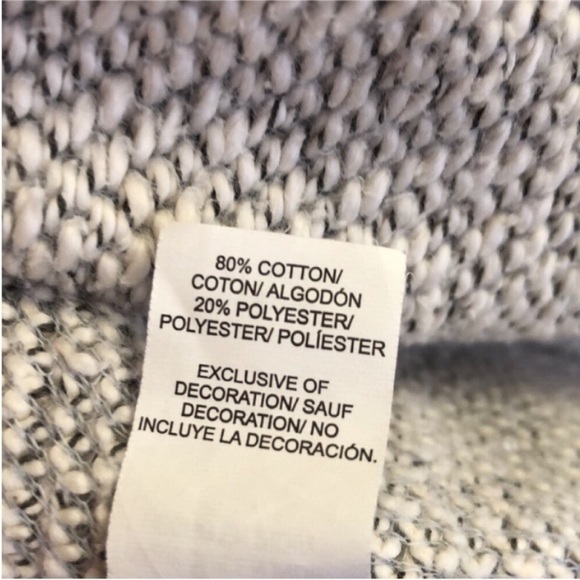 80% COTTON/
COTON/ ALGODÓN
20% POLYESTER/
POLYESTER/ POLÍESTER
EXCLUSIVE OF
DECORATION/ SAUF
DECORATION/ NO
INCLUYE LA DECORACIÓN.